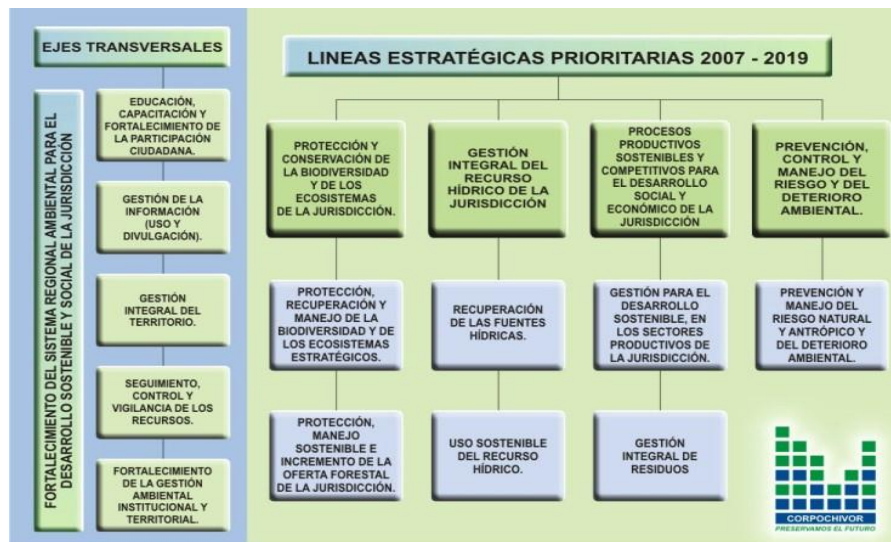 EJES TRANSVERSALES
FORTALECIMIENTO DEL SISTEMA REGIONAL AMBIENTAL PARA EL
DESARROLLO SOSTENIBLE Y SOCIAL DE LA JURISDICCIÓN
EDUCACIÓN,
CAPACITACIÓN Y
FORTALECIMIENTO DE
LA PARTICIPACIÓN
CIUDADANA.
GESTIÓN DE LA
INFORMACIÓN
(USO Y
DIVULGACIÓN).
GESTIÓN
INTEGRAL DEL
TERRITORIO.
SEGUIMIENTO,
CONTROL Y
VIGILANCIA DE LOS
RECURSOS.
FORTALECIMIENTO
DE LA GESTIÓN
AMBIENTAL
INSTITUCIONAL Y
TERRITORIAL.
LINEAS ESTRATÉGICAS PRIORITARIAS 2007 - 2019
PROTECCIÓN Y
CONSERVACIÓN DE
LA BIODIVERSIDAD
Y DE LOS
ECOSISTEMAS
DE LA JURISDICCIÓN.
PROTECCIÓN,
RECUPERACIÓN Y
MANEJO DE LA
BIODIVERSIDAD Y DE
LOS ECOSISTEMAS
ESTRATÉGICOS.
PROTECCIÓN,
MANEJO
SOSTENIBLE E
INCREMENTO DE LA
OFERTA FORESTAL
DE LA JURISDICCIÓN.
GESTIÓN
INTEGRAL DEL
RECURSO
HÍDRICO DE LA
JURISDICCIÓN
RECUPERACIÓN
DE LAS FUENTES
HÍDRICAS.
USO SOSTENIBLE
DEL RECURSO
HÍDRICO.
PROCESOS
PRODUCTIVOS
SOSTENIBLES Y
COMPETITIVOS PARA
EL DESARROLLO
SOCIAL Y
ECONÓMICO DE LA
JURISDICCIÓN
GESTIÓN PARA EL
DESARROLLO
SOSTENIBLE, EN
LOS SECTORES
PRODUCTIVOS DE
LA JURISDICCIÓN.
GESTIÓN
INTEGRAL DE
RESIDUOS
PREVENCIÓN,
CONTROL Y
MANEJO DEL
RIESGO Y DEL
DETERIORO
AMBIENTAL.
PREVENCIÓN Y
MANEJO DEL
RIESGO NATURAL
Y ANTRÓPICO Y
DEL DETERIORO
AMBIENTAL.
CORPOCHIVOR
PRESERVAMOS EL FUTURO